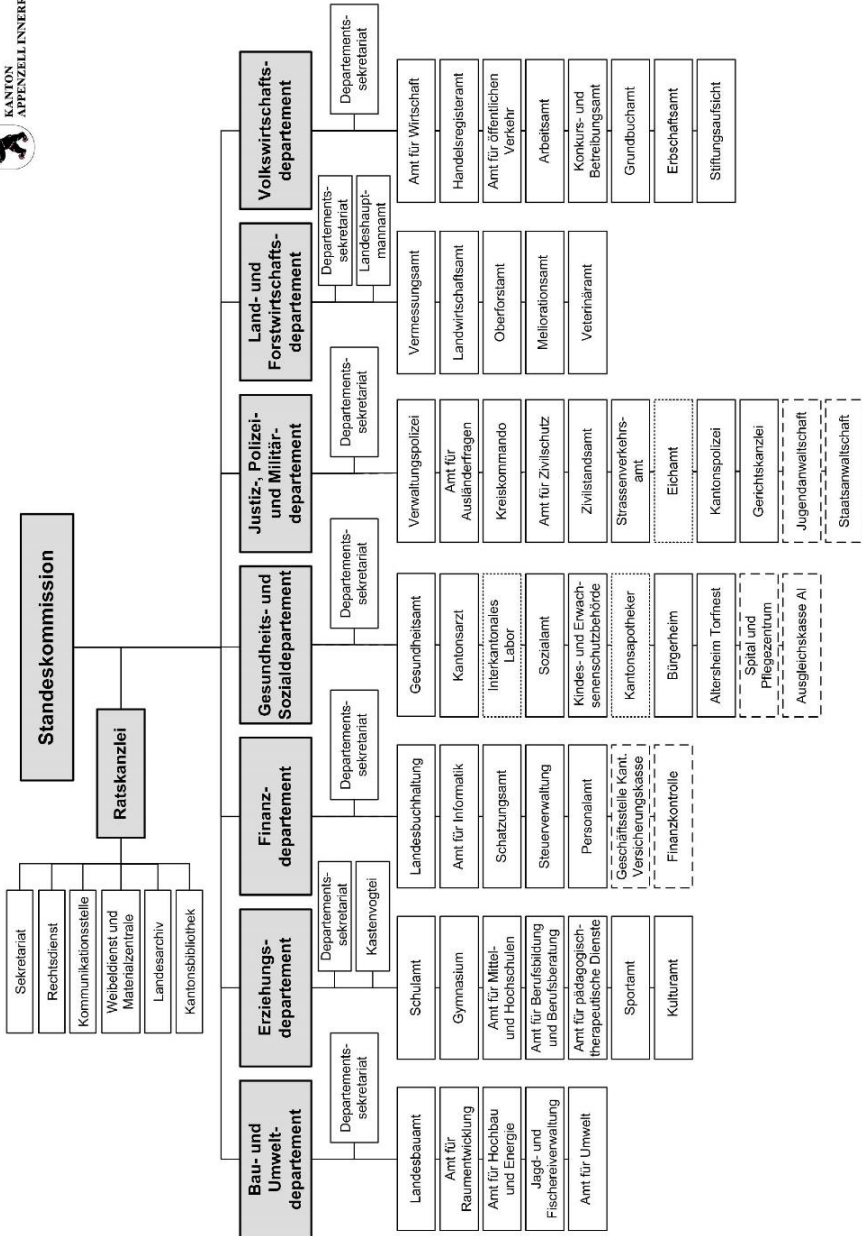 KANTON
Standeskommission
Ratskanzlei
Sekretariat
Rechtsdienst
Kommunikationsstelle
Weibeldienst und
Materialzentrale
Landesarchiv
Kantonsbibliothek
Bau- und
Umwelt-
departement
Departements-
sekretariat
Landesbauamt
Amt für
Raumentwicklung
Amt für Hochbau
und Energie
Jagd- und
Fischereiverwaltung
Amt für Umwelt
Erziehungs-
departement
Departements-
sekretariat
Kastenvogtei
Schulamt
Gymnasium
Amt für Mittel-
und Hochschulen
Amt für Berufsbildung
und Berufsberatung
Amt für pädagogisch-
therapeutische Dienste
Sportamt
Kulturamt
Finanz-
departement
Departements-
sekretariat
Landesbuchhaltung
Amt für Informatik
Schatzungsamt
Steuerverwaltung
Personalamt
Geschäftsstelle Kant.
Versicherungskasse
Finanzkontrolle
Gesundheits- und
Sozialdepartement
Departements-
sekretariat
Gesundheitsamt
Kantonsarzt
Interkantonales
Labor
Sozialamt
Kindes- und Erwach-
senenschutzbehörde
Kantonsapotheker
Bürgerheim
Altersheim Torfnest
Spital und
Pflegezentrum
Ausgleichskasse AI
Justiz-, Polizei-
und Militär-
departement
Departements-
sekretariat
Verwaltungspolizei
Amt für
Ausländerfragen
Kreiskommando
Amt für Zivilschutz
Zivilstandsamt
Strassenverkehrs-
amt
Eichamt
Kantonspolizei
Gerichtskanzlei
Jugendanwaltschaft
Staatsanwaltschaft
Land- und
Forstwirtschafts-
departement
Departements-
sekretariat
Landeshaupt-
mannamt
Vermessungsamt
Landwirtschaftsamt
Oberforstamt
Meliorationsamt
Veterinäramt
Volkswirtschafts-
departement
Departements-
sekretariat
Amt für Wirtschaft
Handelsregisteramt
Amt für öffentlichen
Verkehr
Arbeitsamt
Konkurs- und
Betreibungsamt
Grundbuchamt
Erbschaftsamt
Stiftungsaufsicht
APPENZELL